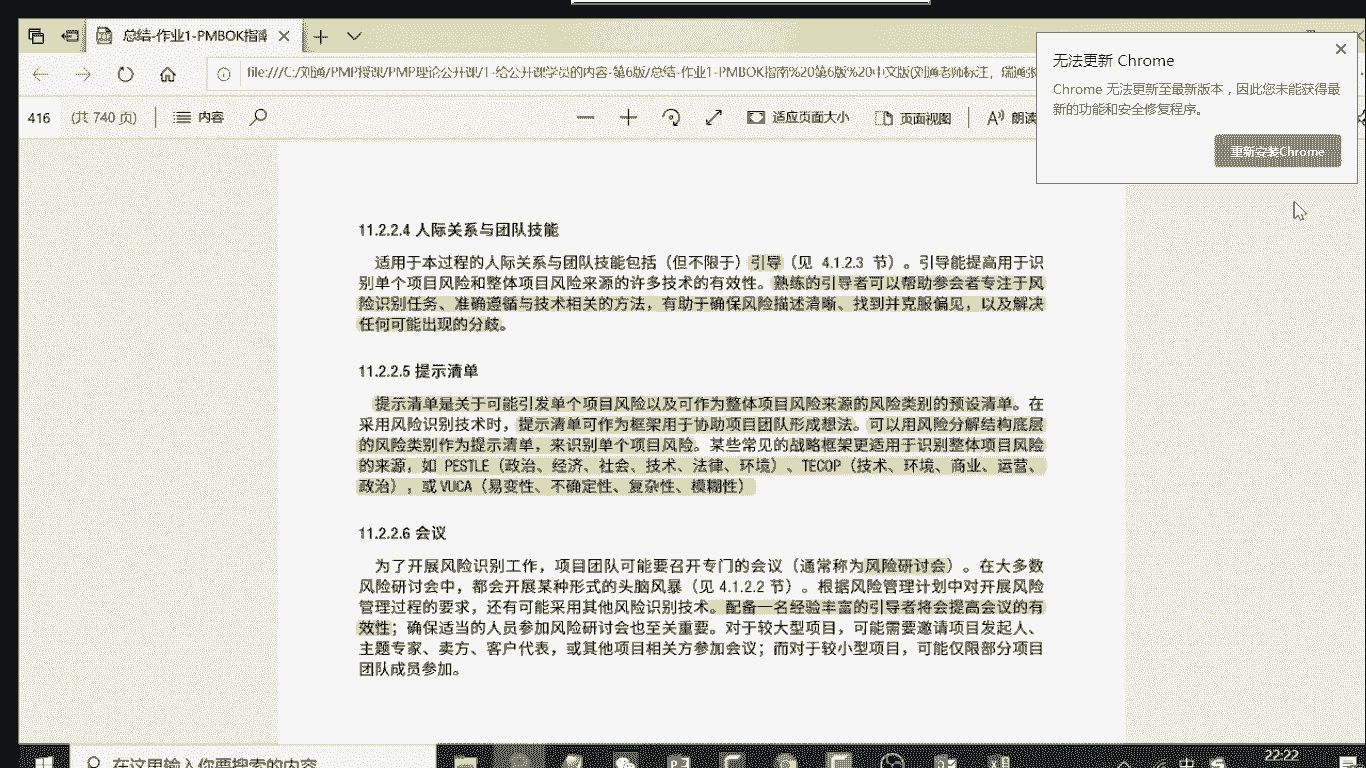 总结-作业1-PMBOK指南
file:///C:/刘通/PMP授课/PMP理论公开课/1-给公开课学员的内容-第6版/总结-作业1-PMBOK指南%20第6版%20中文版(刘通老师标注，瑞通
无法更新 Chrome
Chrome 无法更新至最新版本，因此您未能获得最
新的功能和安全修复程序。
重新安装Chrome
416 (共 740 页) 内容 适应页面大小 页面视图 朗读
11.2.2.4 人际关系与团队技能
适用于本过程的人际关系与团队技能包括（但不限于）引导（见 4.1.2.3 节）。引导能提高用于识
别单个项目风险和整体项目风险来源的许多技术的有效性。熟练的引导者可以帮助参会者专注于风
险识别任务、准确遵循与技术相关的方法，有助于确保风险描述清晰、找到并克服偏见，以及解决
任何可能出现的分歧。
11.2.2.5 提示清单
提示清单是关于可能引发单个项目风险以及可作为整体项目风险来源的风险类别的预设清单。在
采用风险识别技术时，提示清单可作为框架用于协助项目团队形成想法。可以用风险分解结构底层
的风险类别作为提示清单，来识别单个项目风险。某些常见的战略框架更适用于识别整体项目风险
的来源，如 PESTLE（政治、经济、社会、技术、法律、环境）、TECOP（技术、环境、商业、运营、
政治），或 VUCA（易变性、不确定性、复杂性、模糊性）
11.2.2.6 会议
为了开展风险识别工作，项目团队可能要召开专门的会议（通常称为风险研讨会）。在大多数
风险研讨会中，都会开展某种形式的头脑风暴（见 4.1.2.2 节）。根据风险管理计划中对开展风险
管理过程的要求，还有可能采用其他风险识别技术。配备一名经验丰富的引导者将会提高会议的有
效性；确保适当的人员参加风险研讨会也至关重要。对于较大型项目，可能需要邀请项目发起人、
主题专家、卖方、客户代表，或其他项目相关方参加会议；而对于较小型项目，可能仅限部分项目
团队成员参加。
在这里输入你要搜索的内容
中
22:22